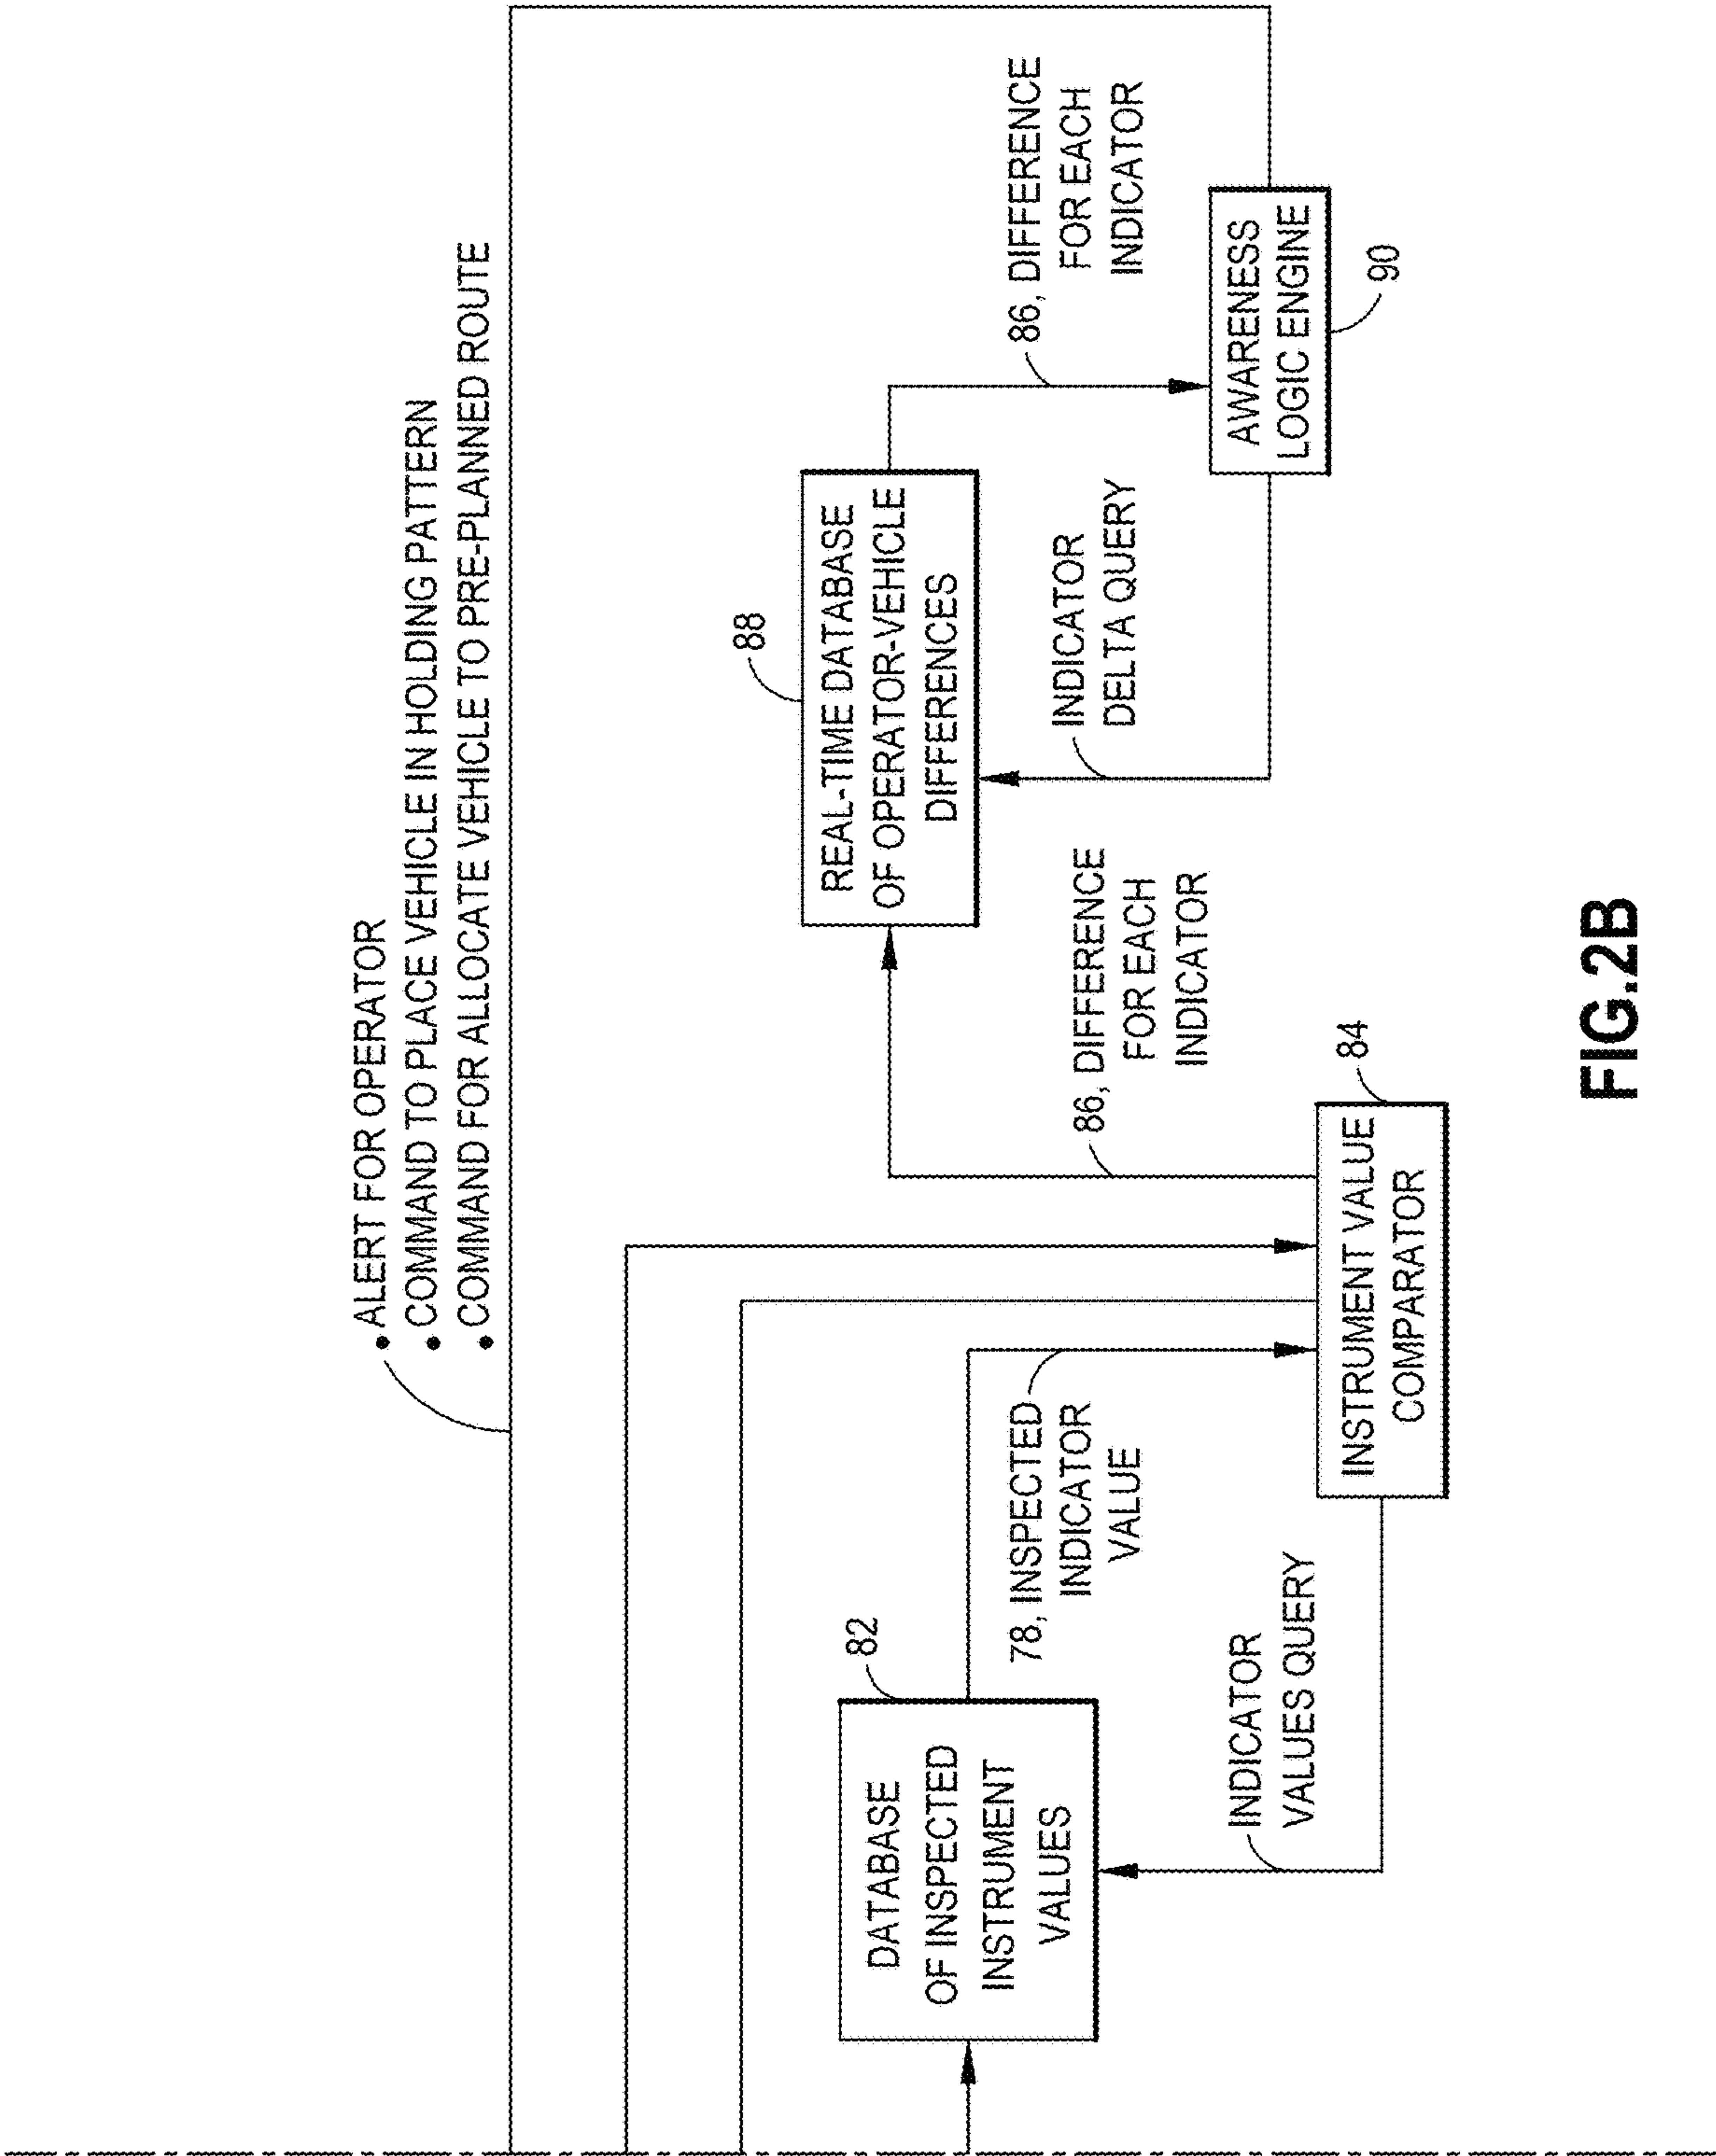 • ALERT FOR OPERATOR
• COMMAND TO PLACE VEHICLE IN HOLDING PATTERN
• COMMAND FOR ALLOCATE VEHICLE TO PRE-PLANNED ROUTE
82
DATABASE
OF INSPECTED
INSTRUMENT
VALUES
78, INSPECTED
INDICATOR
VALUE
INDICATOR
VALUES QUERY
84
INSTRUMENT VALUE
COMPARATOR
86, DIFFERENCE
FOR EACH
INDICATOR
88
REAL-TIME DATABASE
OF OPERATOR-VEHICLE
DIFFERENCES
INDICATOR
DELTA QUERY
86, DIFFERENCE
FOR EACH
INDICATOR
AWARENESS
LOGIC ENGINE
90
FIG.2B